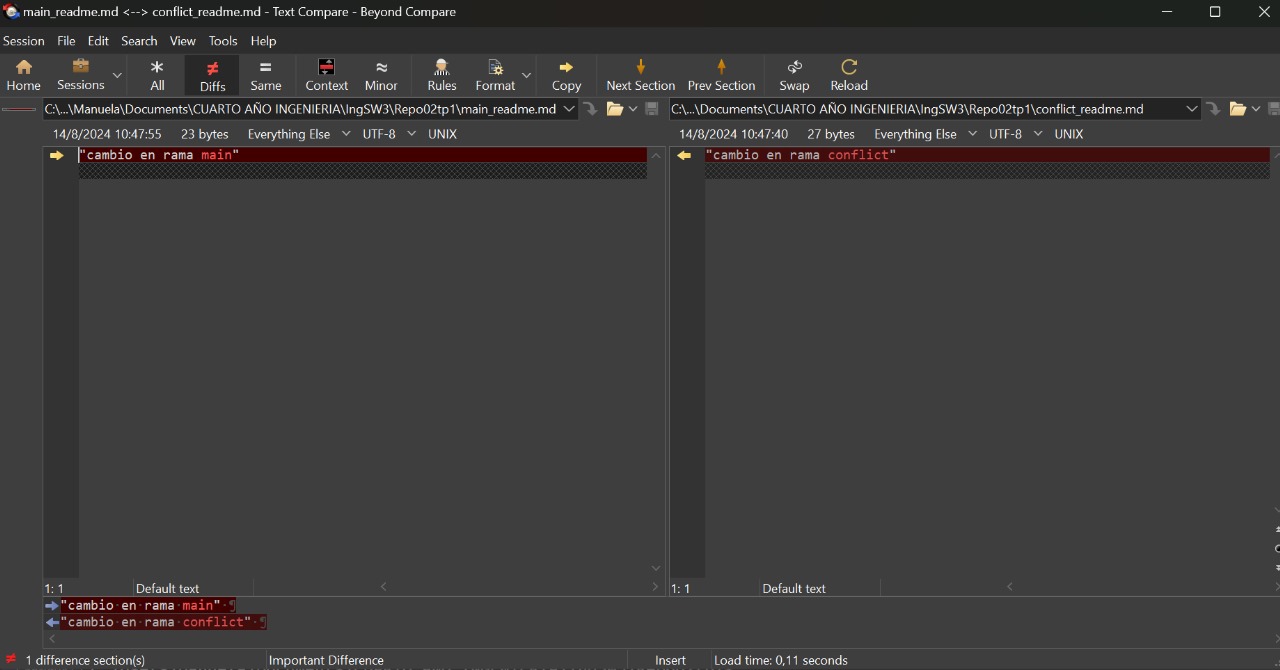 main_readme.md <--> conflict_readme.md - Text Compare - Beyond Compare
Session File Edit Search View Tools Help
Home Sessions All Diffs Same Context Minor Rules Format Copy Next Section Prev Section Swap Reload
C:\...\Manuela\Documents\CUARTO AÑO INGENIERIA\IngSW3\Repo02tp1\main_readme.md
C:\...\Documents\CUARTO AÑO INGENIERIA\IngSW3\Repo02tp1\conflict_readme.md
14/8/2024 10:47:55 23 bytes Everything Else UTF-8 UNIX
14/8/2024 10:47:40 27 bytes Everything Else UTF-8 UNIX
"cambio en rama main"
"cambio en rama conflict"
1: 1 Default text
1: 1 Default text
"cambio·en·rama·main"·¶
"cambio·en·rama·conflict"·¶
1 difference section(s) Important Difference Insert Load time: 0,11 seconds